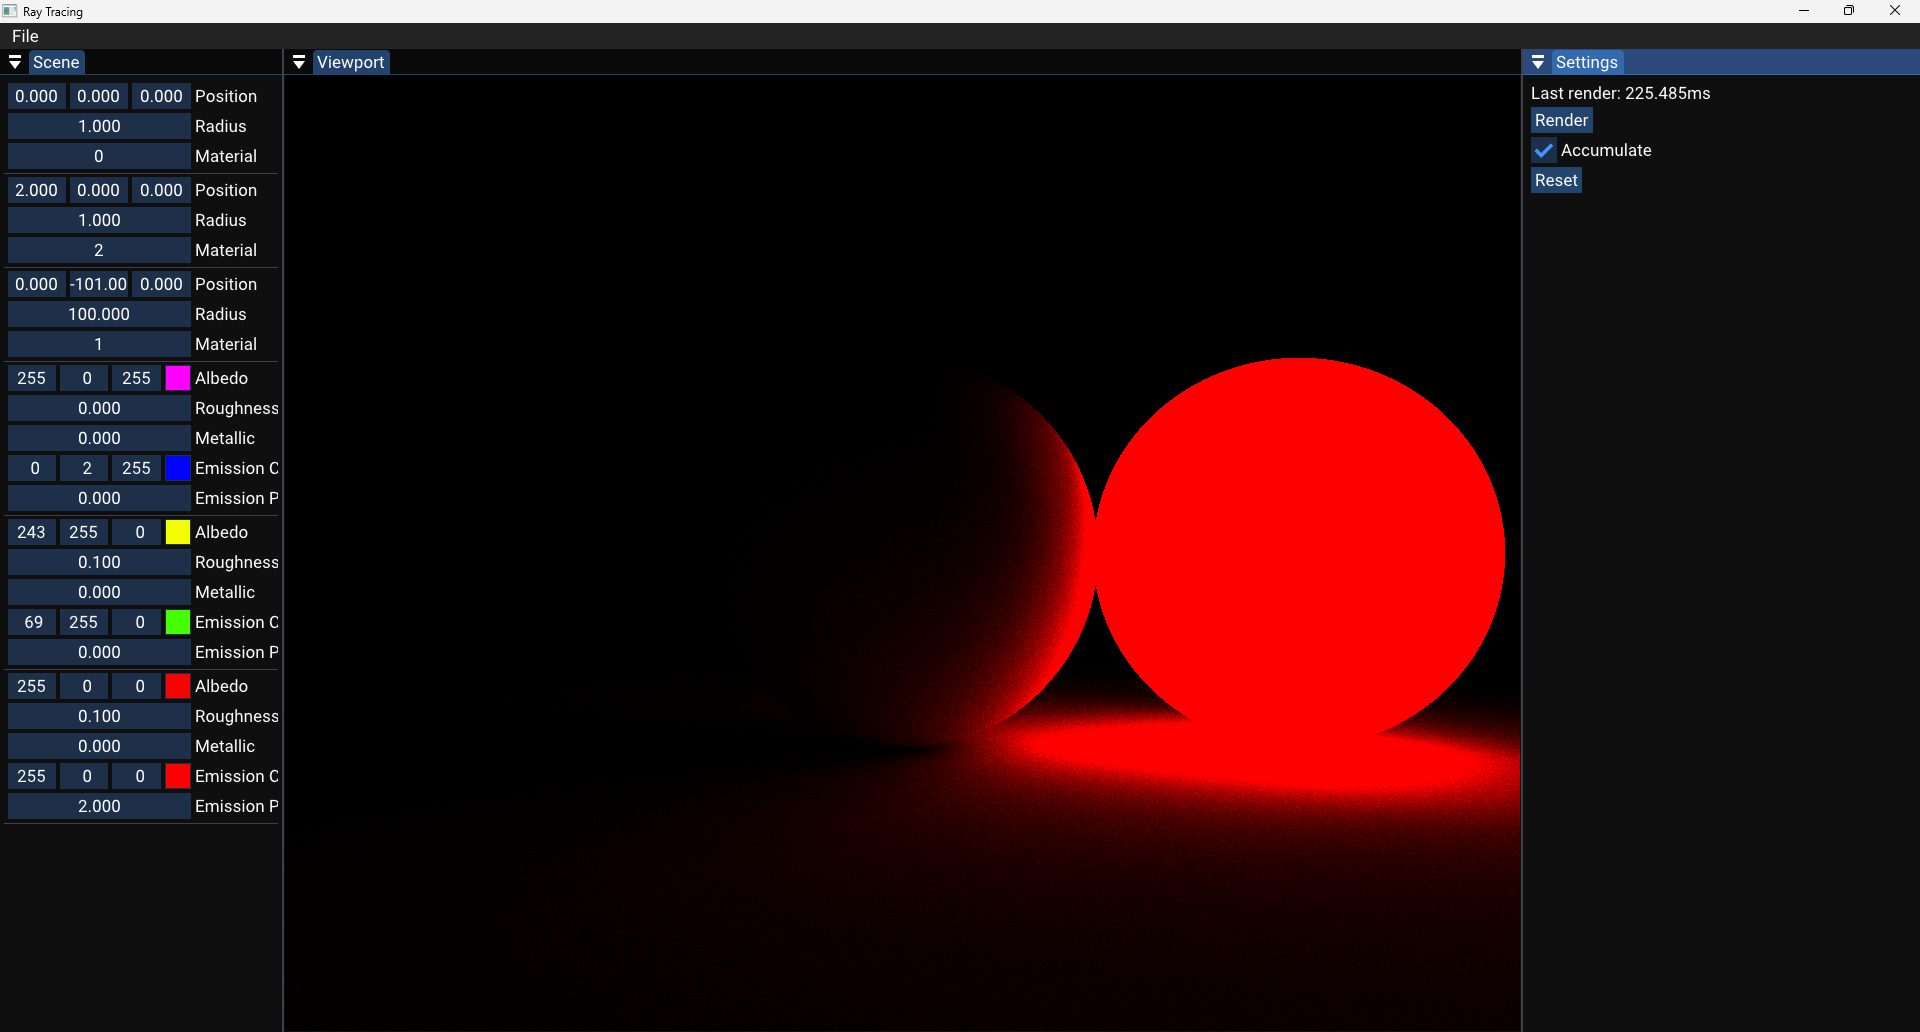 Ray Tracing
File
Scene
0.000 0.000 0.000 Position
1.000 Radius
0 Material
2.000 0.000 0.000 Position
1.000 Radius
2 Material
0.000 -101.00 0.000 Position
100.000 Radius
1 Material
255 0 255 Albedo
0.000 Roughness
0.000 Metallic
0 2 255 Emission C
0.000 Emission P
243 255 0 Albedo
0.100 Roughness
0.000 Metallic
69 255 0 Emission C
0.000 Emission P
255 0 0 Albedo
0.100 Roughness
0.000 Metallic
255 0 0 Emission C
2.000 Emission P
Viewport
Settings
Last render: 225.485ms
Render
Accumulate
Reset